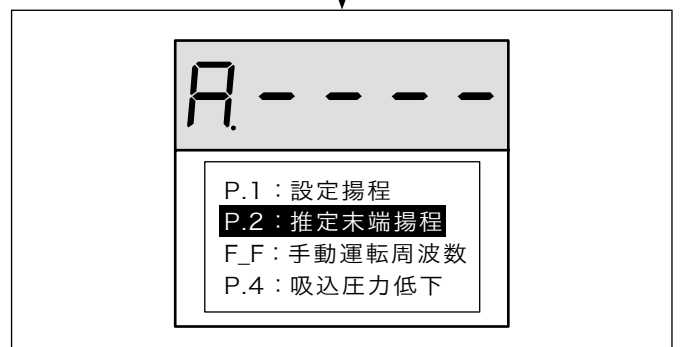 A.----
P.1：設定揚程
P.2：推定末端揚程
F_F：手動運転周波数
P.4：吸込圧力低下